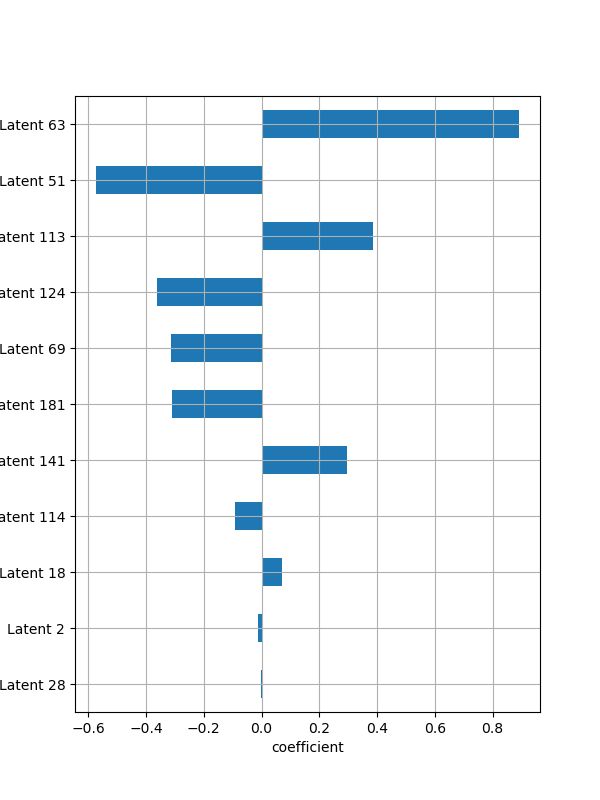 Latent 63
Latent 51
atent 113
atent 124
Latent 69
atent 181
atent 141
atent 114
Latent 18
Latent 2
Latent 28
−0.6 −0.4 −0.2 0.0 0.2 0.4 0.6 0.8
coefficient